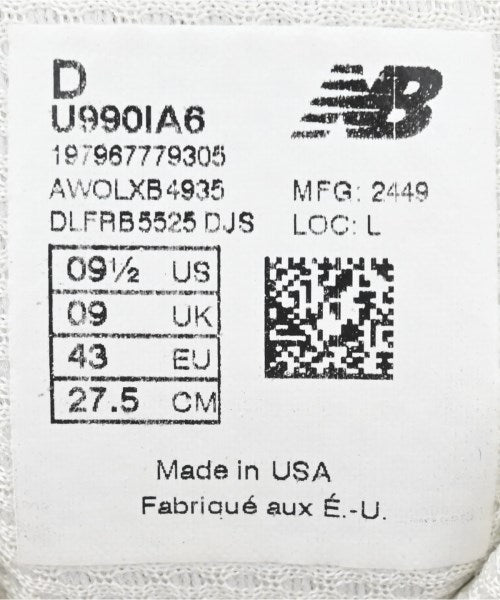 D
NB
U990IA6
197967779305
AWOLXB4935 MFG: 2449
DLFRB5525 DJS LOC: L
09½ US
09 UK
43 EU
27.5 CM
Made in USA
Fabriqué aux É.-U.